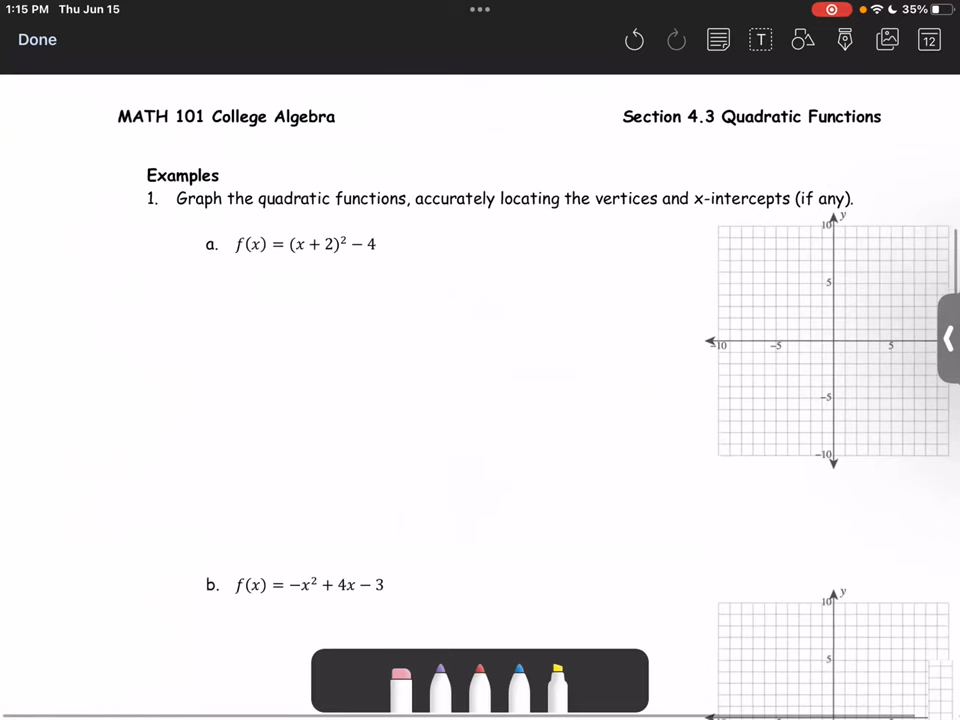 1:15 PM Thu Jun 15
35%
Done
T
12
MATH 101 College Algebra
Section 4.3 Quadratic Functions
Examples
1. Graph the quadratic functions, accurately locating the vertices and x-intercepts (if any).
a. f(x) = (x + 2)² − 4
y
10
5
−10 −5 5
−5
−10
b. f(x) = −x² + 4x − 3
y
10
5